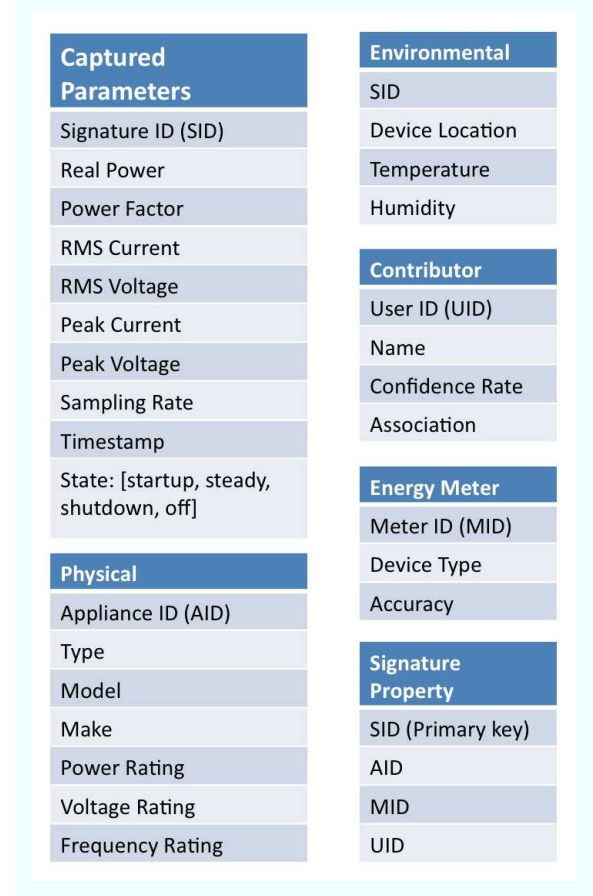 Captured
Parameters
Signature ID (SID)
Real Power
Power Factor
RMS Current
RMS Voltage
Peak Current
Peak Voltage
Sampling Rate
Timestamp
State: [startup, steady,
shutdown, off]
Physical
Appliance ID (AID)
Type
Model
Make
Power Rating
Voltage Rating
Frequency Rating
Environmental
SID
Device Location
Temperature
Humidity
Contributor
User ID (UID)
Name
Confidence Rate
Association
Energy Meter
Meter ID (MID)
Device Type
Accuracy
Signature
Property
SID (Primary key)
AID
MID
UID